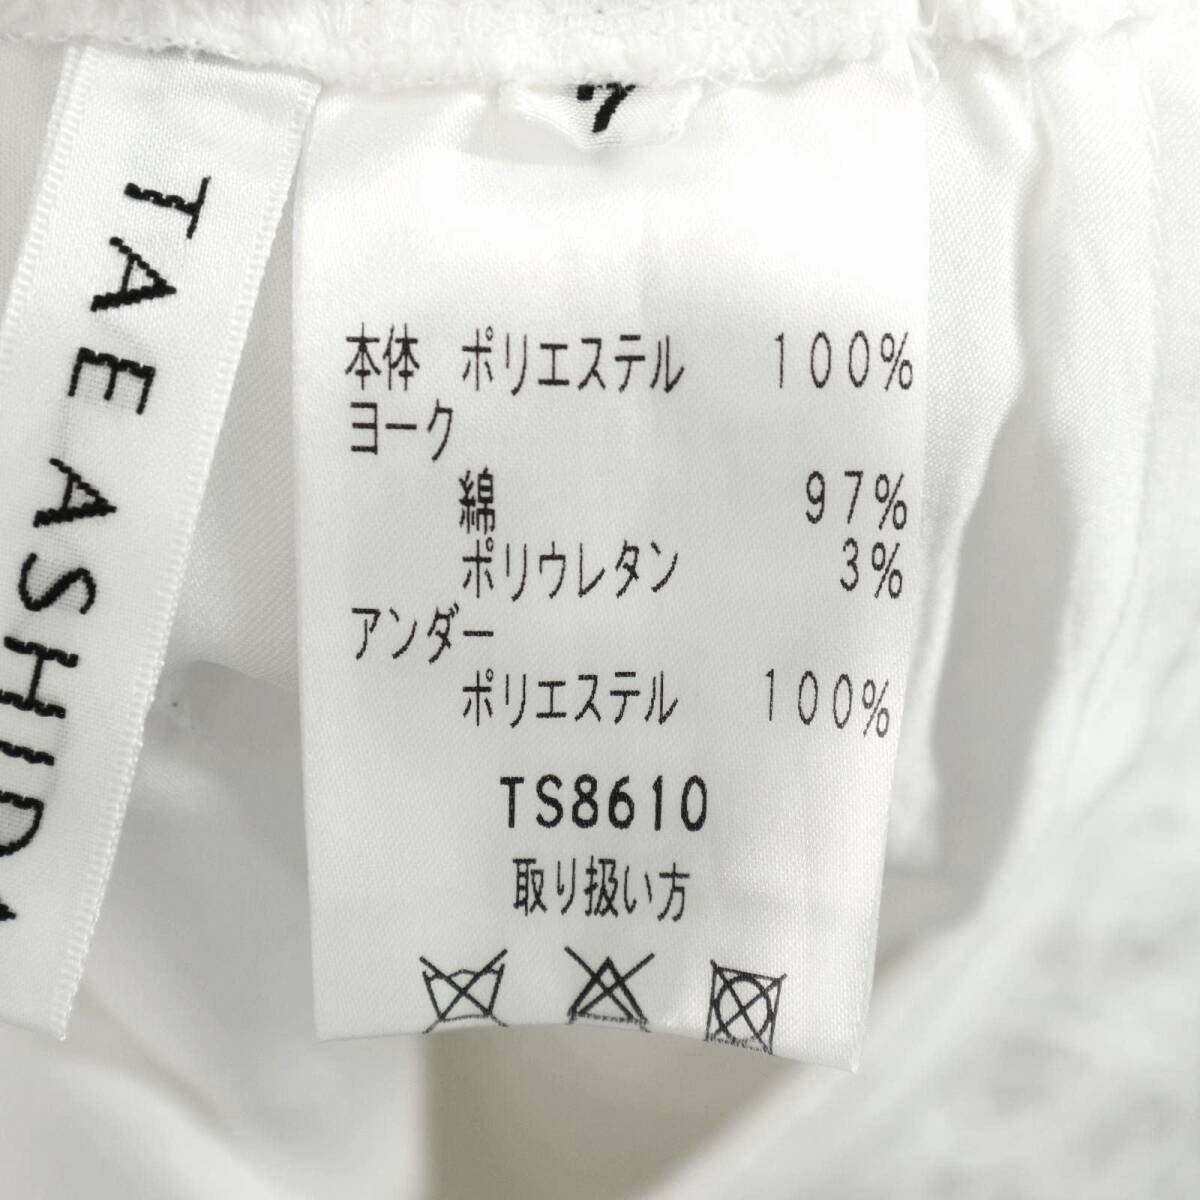 TAE ASHIDA
本体 ポリエステル 100%
ヨーク
綿 97%
ポリウレタン 3%
アンダー
ポリエステル 100%
TS8610
取り扱い方